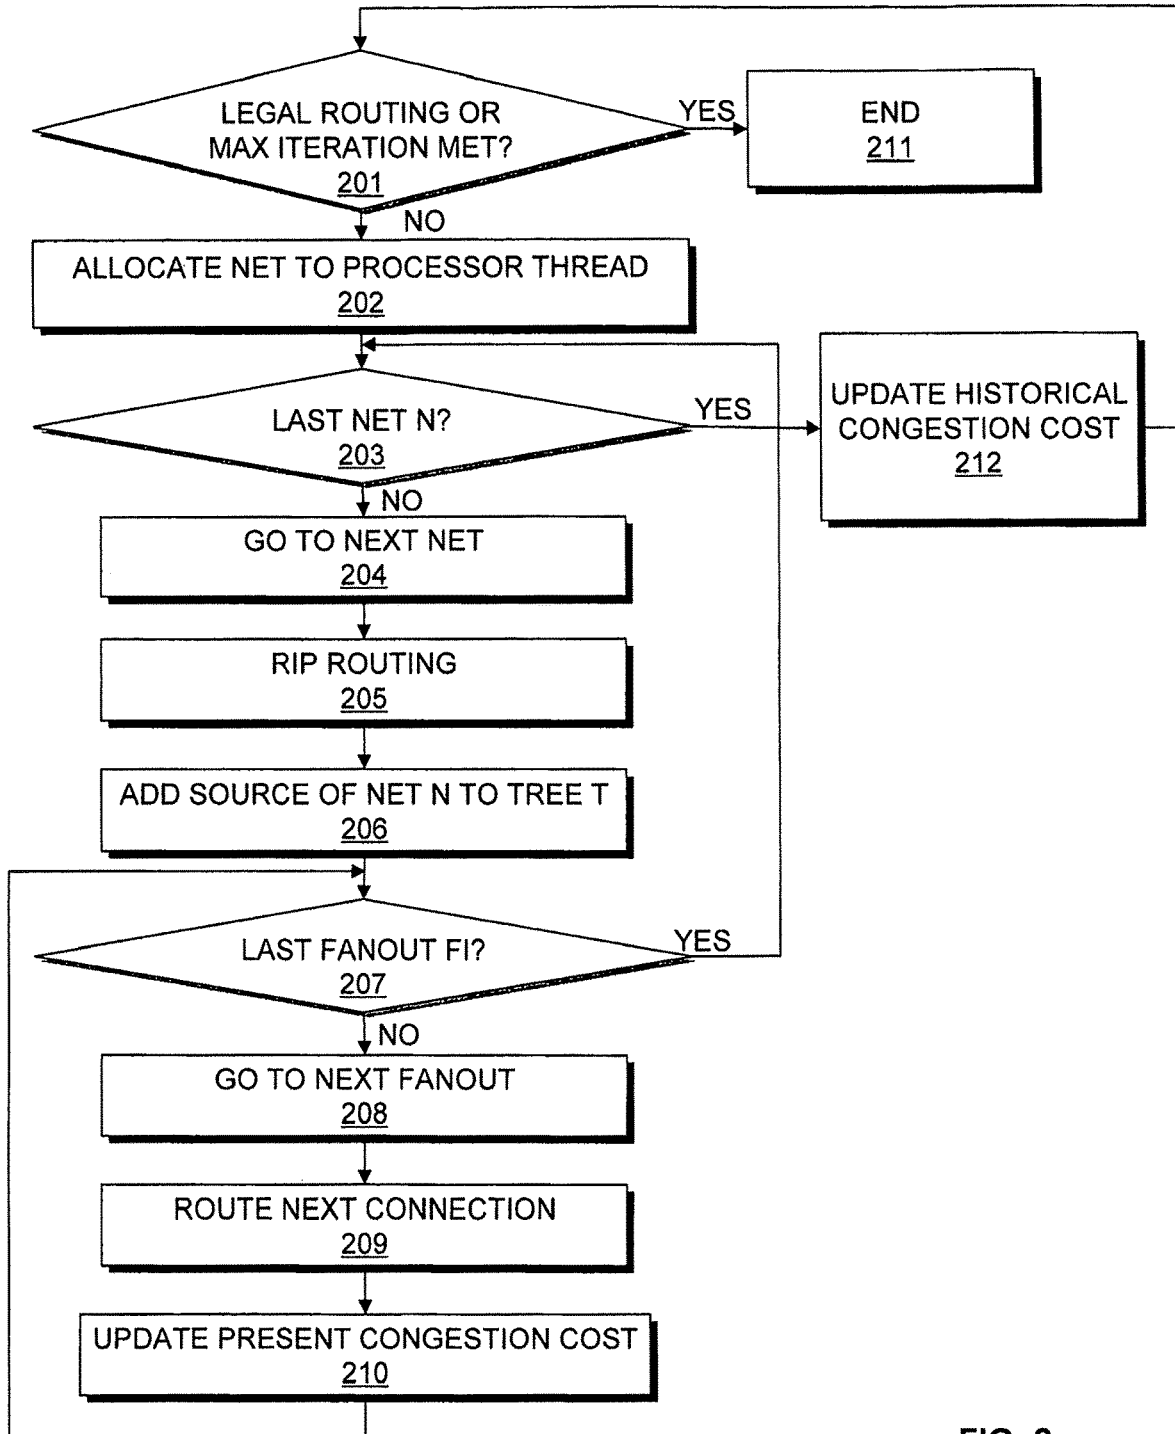 LEGAL ROUTING OR
MAX ITERATION MET?
201
YES
END
211
NO
ALLOCATE NET TO PROCESSOR THREAD
202
LAST NET N?
203
YES
UPDATE HISTORICAL
CONGESTION COST
212
NO
GO TO NEXT NET
204
RIP ROUTING
205
ADD SOURCE OF NET N TO TREE T
206
LAST FANOUT FI?
207
YES
NO
GO TO NEXT FANOUT
208
ROUTE NEXT CONNECTION
209
UPDATE PRESENT CONGESTION COST
210